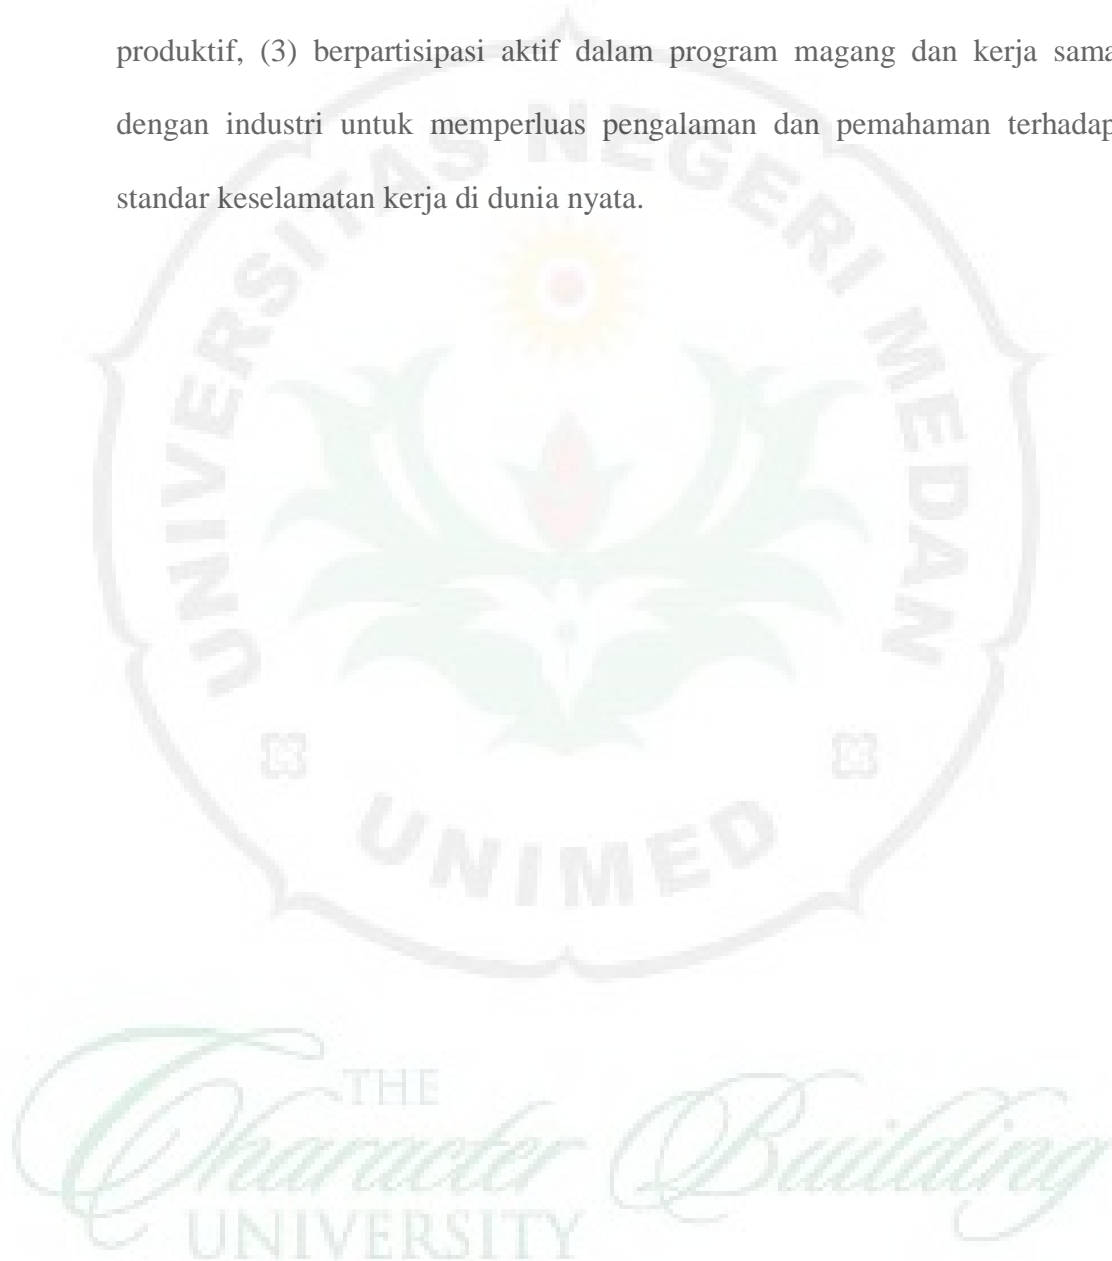 produktif, (3) berpartisipasi aktif dalam program magang dan kerja sama
dengan industri untuk memperluas pengalaman dan pemahaman terhadap
standar keselamatan kerja di dunia nyata.
UNIVERSITAS NEGERI MEDAN
UNIMED
THE
Character Building
UNIVERSITY